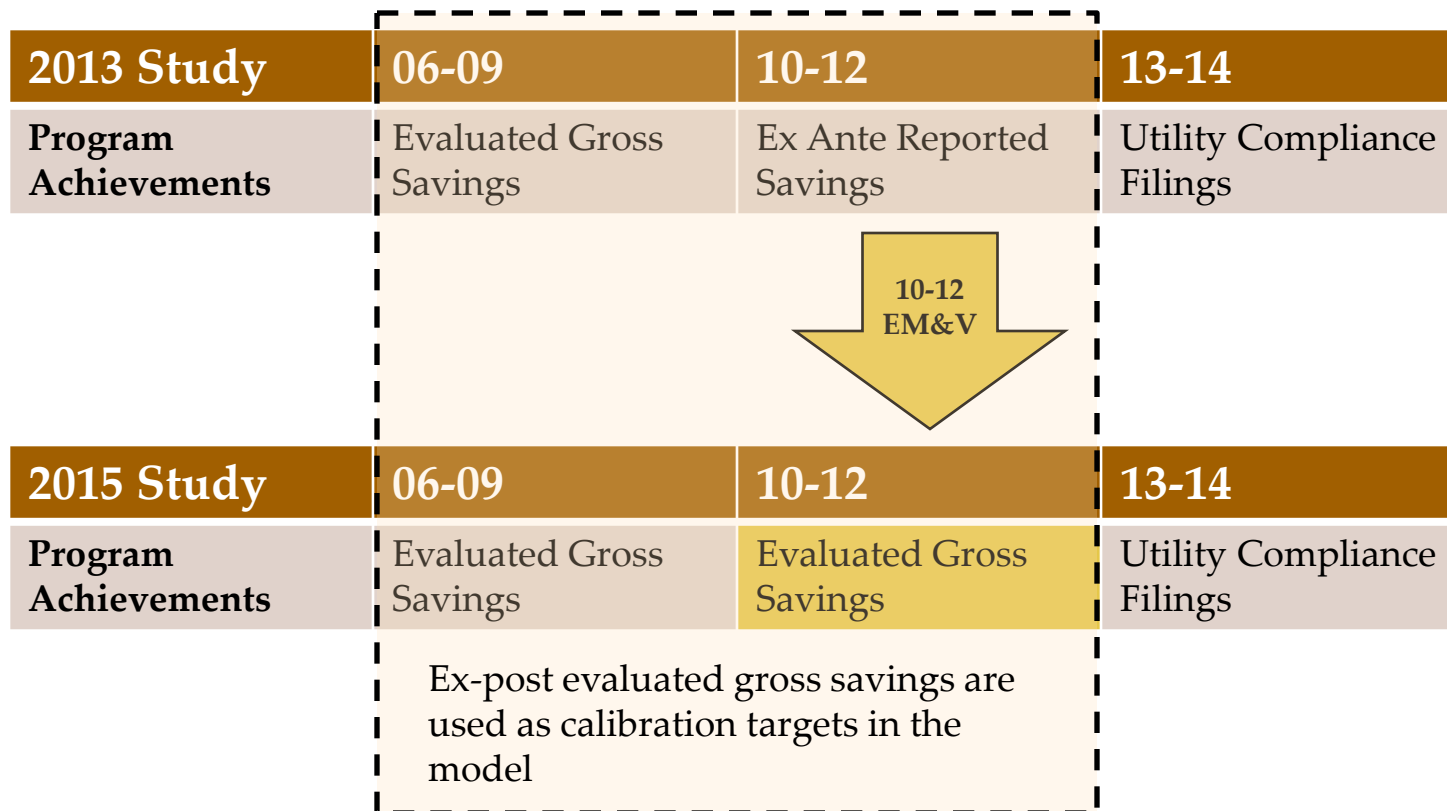 2013 Study 06-09 10-12 13-14
Program Evaluated Gross Ex Ante Reported Utility Compliance
Achievements Savings Savings Filings
10-12
EM&V
2015 Study 06-09 10-12 13-14
Program Evaluated Gross Evaluated Gross Utility Compliance
Achievements Savings Savings Filings
Ex-post evaluated gross savings are
used as calibration targets in the
model